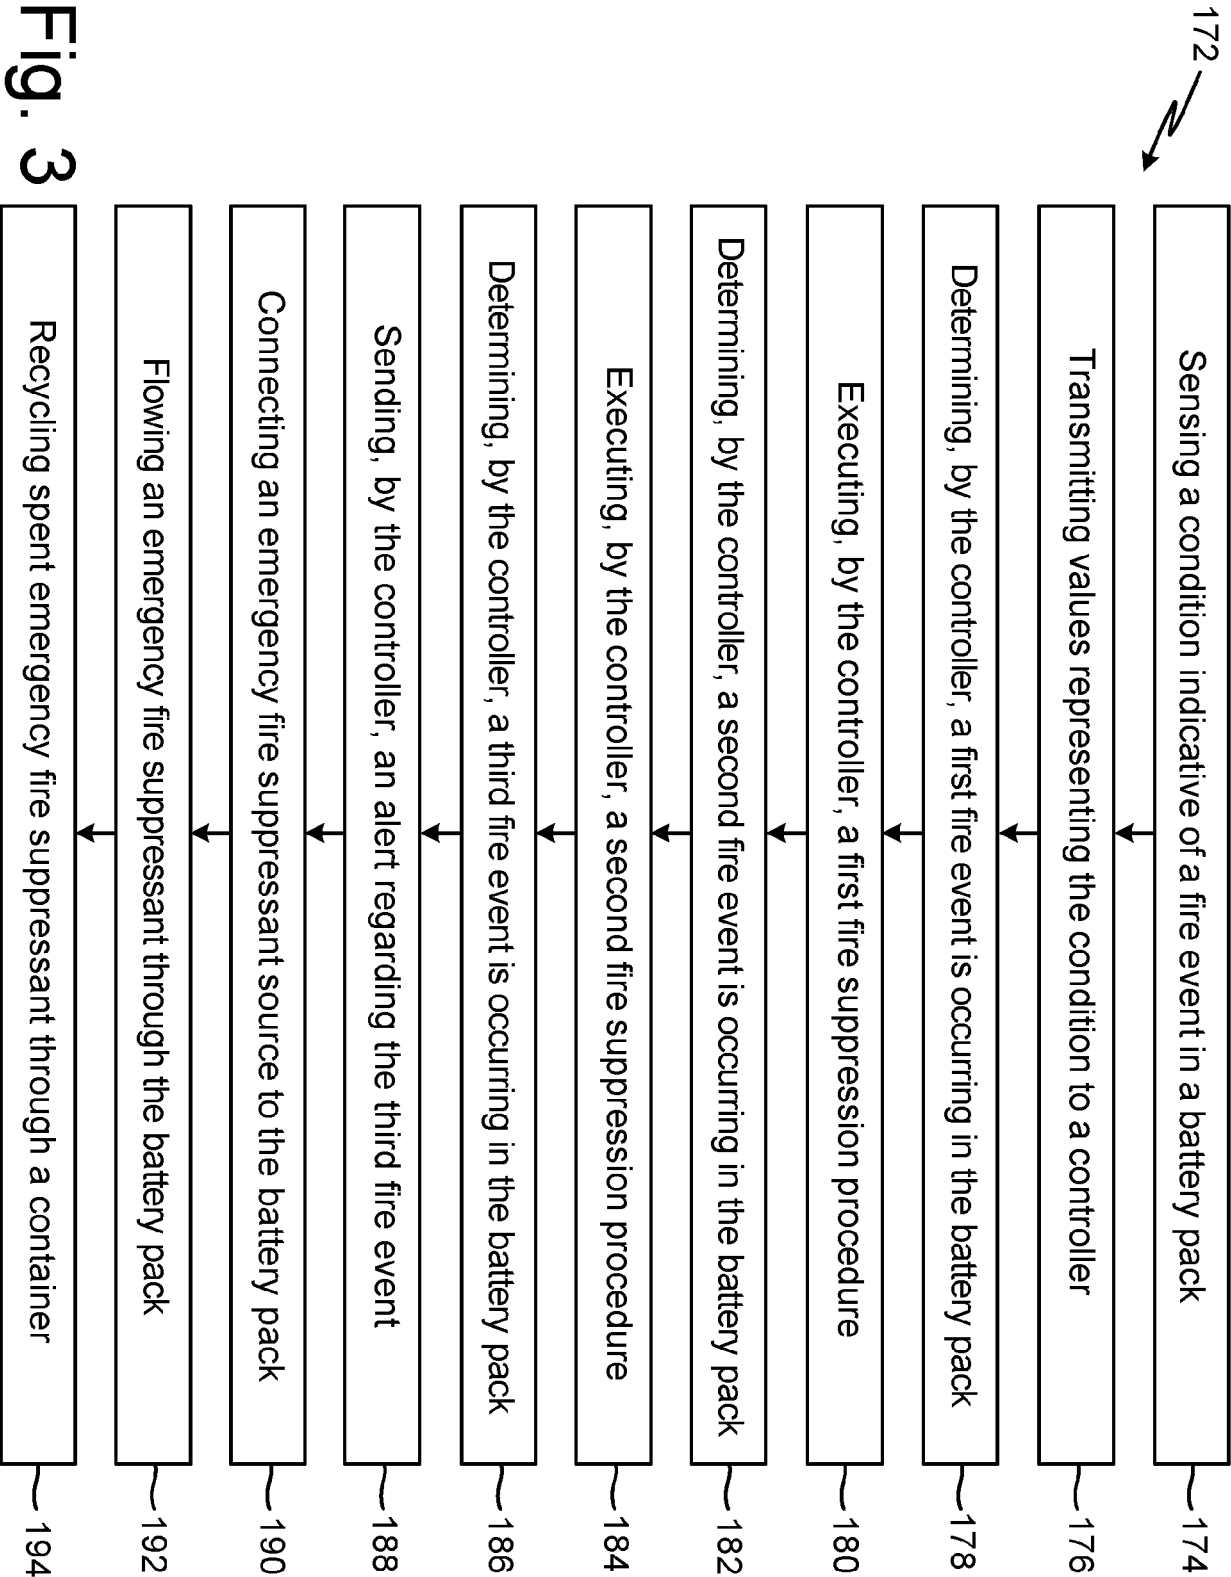 172
Sensing a condition indicative of a fire event in a battery pack
174
Transmitting values representing the condition to a controller
176
Determining, by the controller, a first fire event is occurring in the battery pack
178
Executing, by the controller, a first fire suppression procedure
180
Determining, by the controller, a second fire event is occurring in the battery pack
182
Executing, by the controller, a second fire suppression procedure
184
Determining, by the controller, a third fire event is occurring in the battery pack
186
Sending, by the controller, an alert regarding the third fire event
188
Connecting an emergency fire suppressant source to the battery pack
190
Flowing an emergency fire suppressant through the battery pack
192
Recycling spent emergency fire suppressant through a container
194
Fig. 3